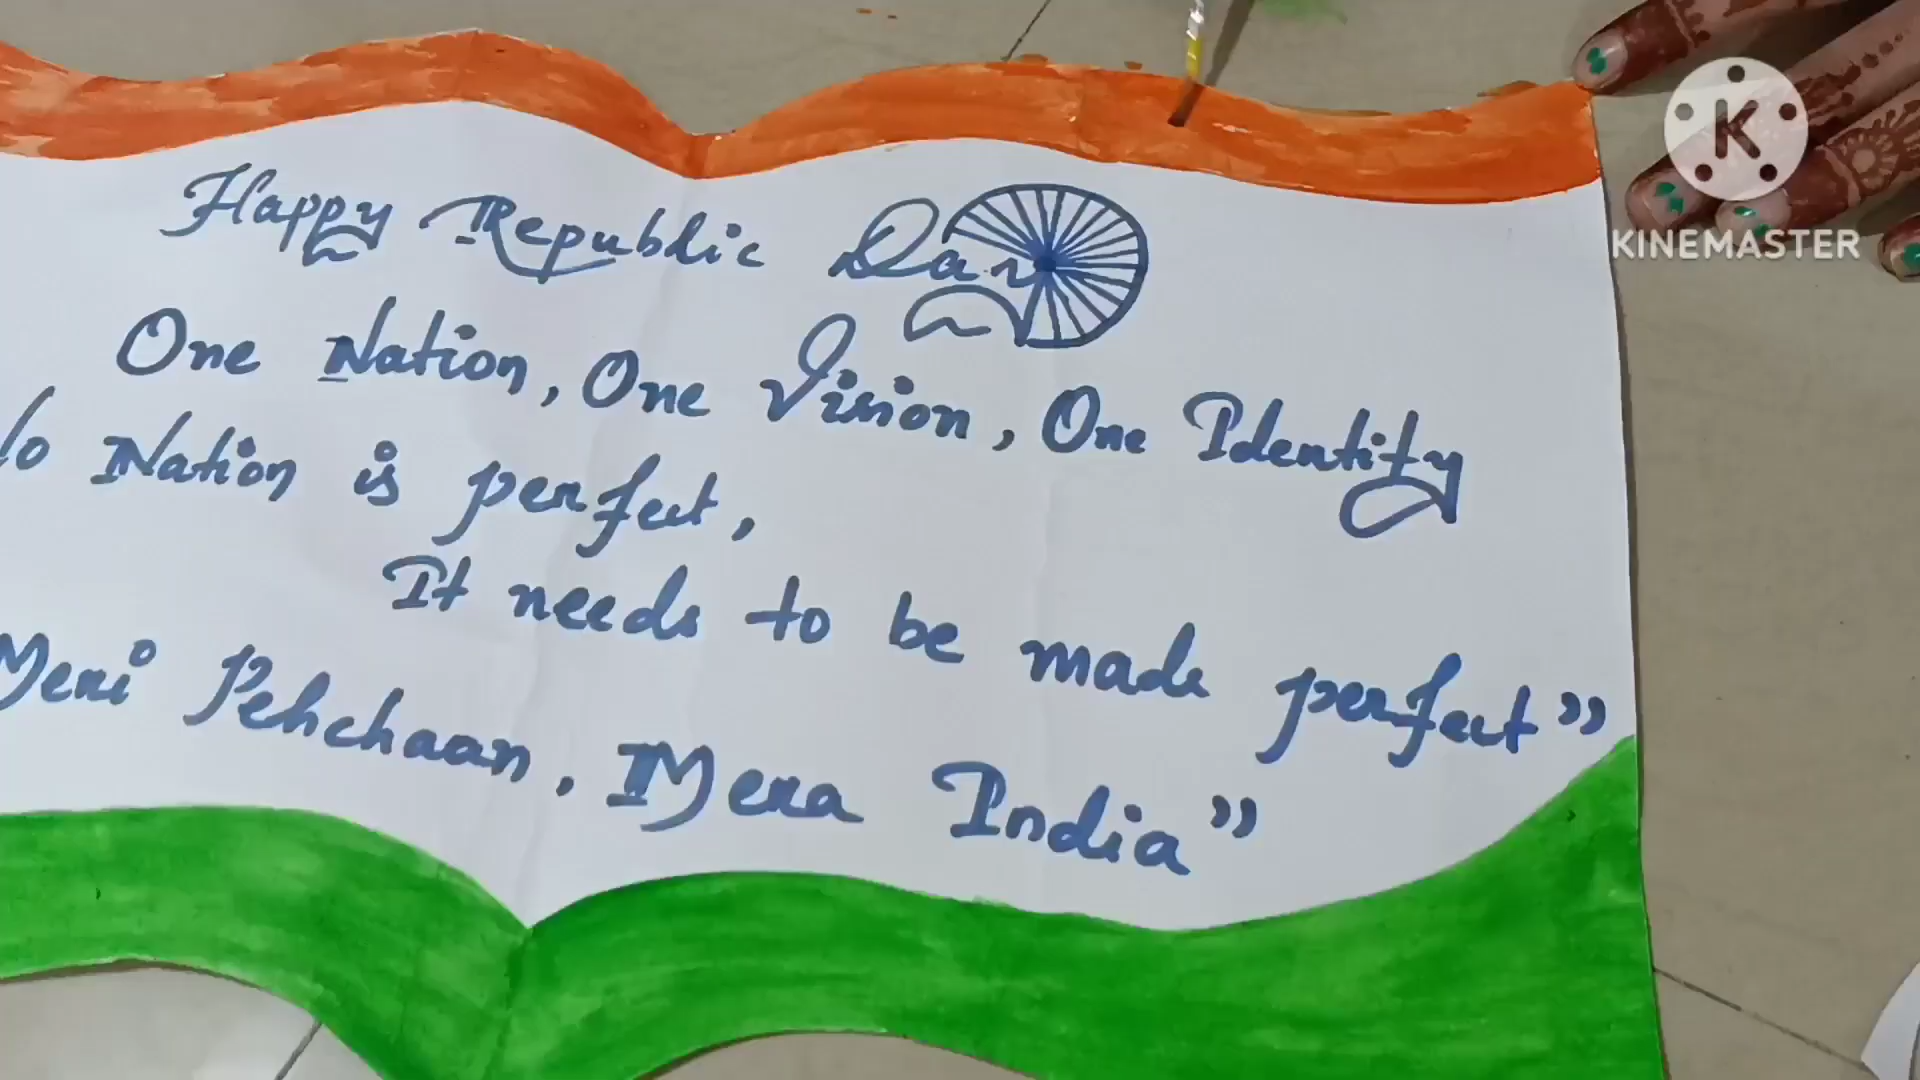 Happy Republic Day
One Nation, One Vision, One Identity
Nation is perfect,
It needs to be made perfect”
Meri Pehchaan, Mera India”
K
KINEMASTER